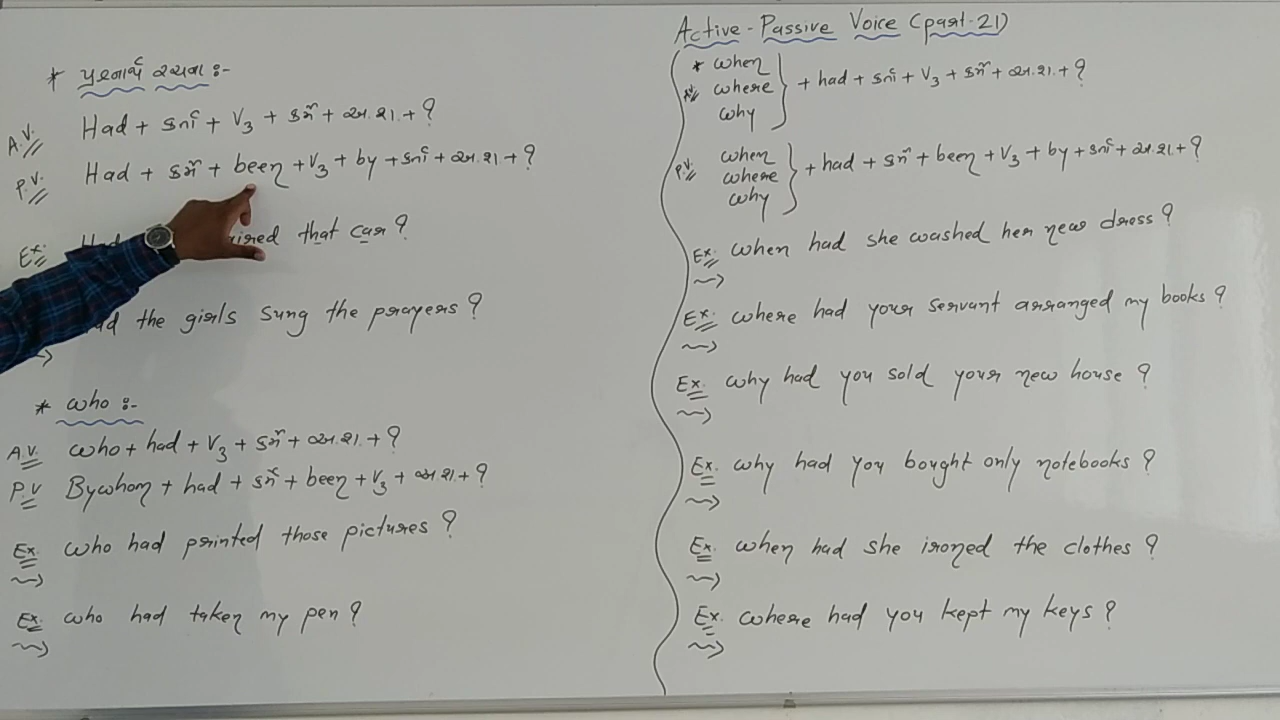 Active - Passive Voice (part-21)
* પ્રશ્નાર્થ રચના :-
A.V. Had + કર્તા + V3 + કર્મ + અ.શ. + ?
P.V. Had + કર્મ + been + V3 + by + કર્તા + અ.શ. + ?
Ex. that car ?
the girls sung the prayers ?
* who :-
A.V. who + had + V3 + કર્મ + અ.શ. + ?
P.V By whom + had + કર્મ + been + V3 + અ.શ. + ?
Ex. who had printed those pictures ?
Ex. who had taken my pen ?
* when
A.V. where + had + કર્તા + V3 + કર્મ + અ.શ. + ?
why
when
P.V. where + had + કર્મ + been + V3 + by + કર્તા + અ.શ. + ?
why
Ex. when had she washed her new dress ?
Ex. where had your servant arranged my books ?
Ex. why had you sold your new house ?
Ex. why had you bought only notebooks ?
Ex. when had she ironed the clothes ?
Ex. where had you kept my keys ?